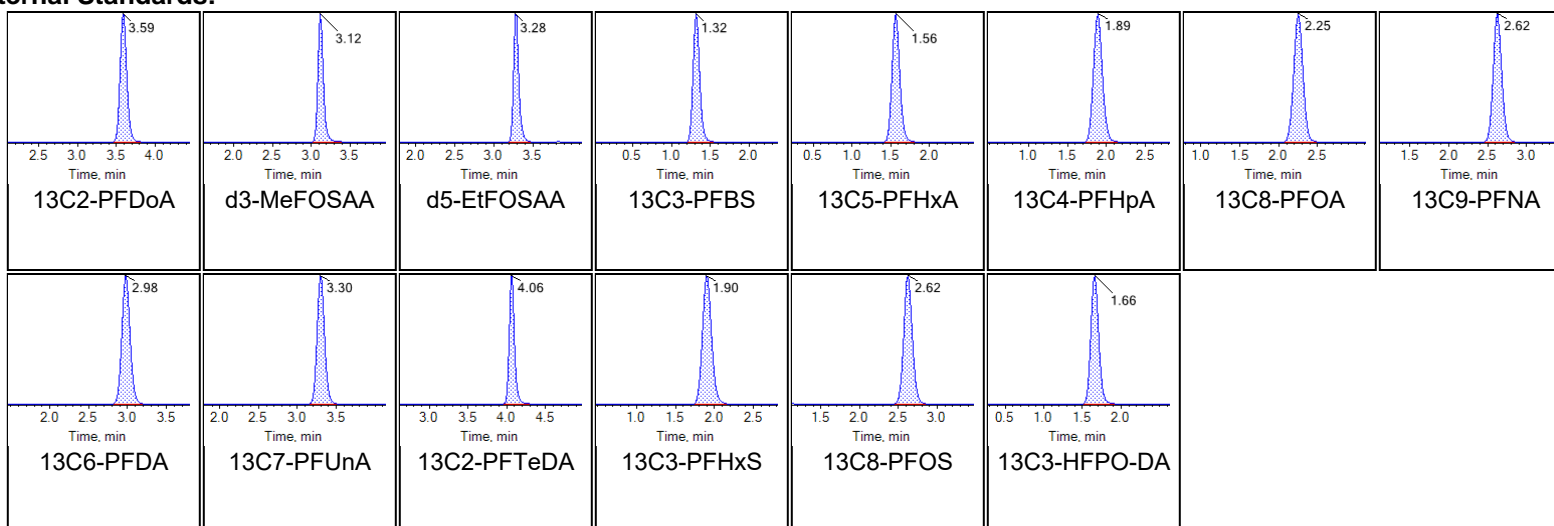 ternal Standards:
3.59 3.12 3.28 1.32 1.56 1.89 2.25 2.62
2.5 3.0 3.5 4.0 2.0 2.5 3.0 3.5 2.0 2.5 3.0 3.5 0.5 1.0 1.5 2.0 0.5 1.0 1.5 2.0 1.0 1.5 2.0 2.5 1.0 1.5 2.0 2.5 1.5 2.0 2.5 3.0
Time, min Time, min Time, min Time, min Time, min Time, min Time, min Time, min
13C2-PFDoA d3-MeFOSAA d5-EtFOSAA 13C3-PFBS 13C5-PFHxA 13C4-PFHpA 13C8-PFOA 13C9-PFNA
2.98 3.30 4.06 1.90 2.62 1.66
2.0 2.5 3.0 3.5 2.0 2.5 3.0 3.5 3.0 3.5 4.0 4.5 1.0 1.5 2.0 2.5 1.5 2.0 2.5 3.0 0.5 1.0 1.5 2.0
Time, min Time, min Time, min Time, min Time, min Time, min
13C6-PFDA 13C7-PFUnA 13C2-PFTeDA 13C3-PFHxS 13C8-PFOS 13C3-HFPO-DA